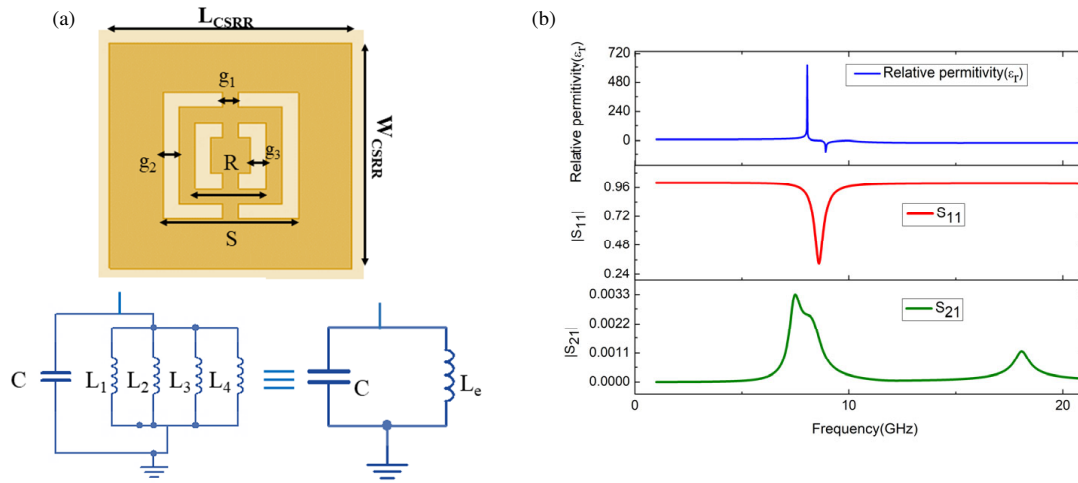 (a)
L_CSRR
g₁
W_CSRR
g₂
R
g₃
S
C
L₁
L₂
L₃
L₄
C
Lₑ
(b)
Relative permitivity(εᵣ)
720
480
240
0
Relative permitivity(εᵣ)
|S₁₁|
0.96
0.72
0.48
0.24
S₁₁
|S₂₁|
0.0033
0.0022
0.0011
0.0000
S₂₁
0
10
20
Frequency(GHz)